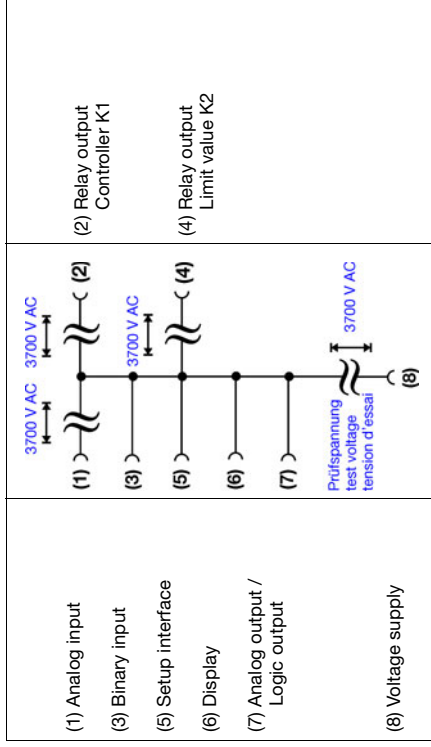 (1) Analog input
(3) Binary input
(5) Setup interface
(6) Display
(7) Analog output /
Logic output
(8) Voltage supply
3700 V AC
3700 V AC
(1)
(2)
(3)
3700 V AC
(5)
(4)
(6)
(7)
Prüfspannung
test voltage
tension d'essai
3700 V AC
(8)
(2) Relay output
Controller K1
(4) Relay output
Limit value K2